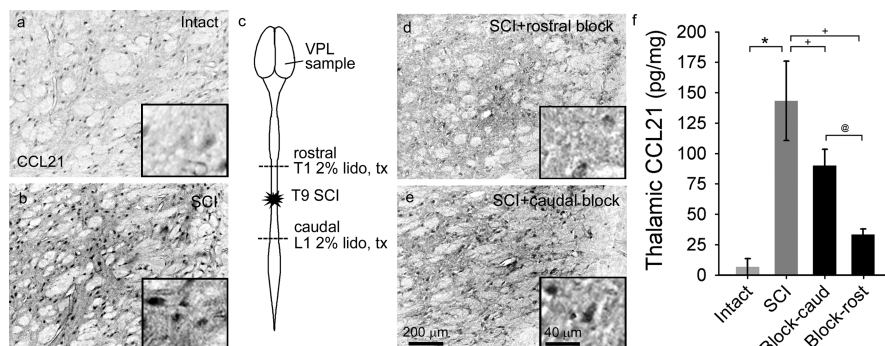 a
Intact
CCL21
b
SCI
c
VPL
sample
rostral
T1 2% lido, tx
T9 SCI
caudal
L1 2% lido, tx
d
SCI+rostral block
e
SCI+caudal block
200 μm
40 μm
f
Thalamic CCL21 (pg/mg)
200
175
150
125
100
75
50
25
0
*
+
+
@
Intact
SCI
Block-caud
Block-rost